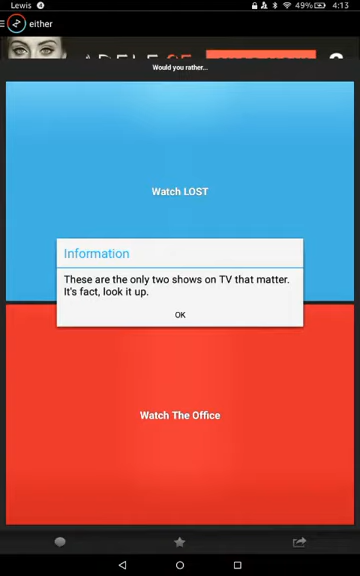 Lewis 49% 4:13
either
Would you rather...
Watch LOST
Information
These are the only two shows on TV that matter.
It's fact, look it up.
OK
Watch The Office